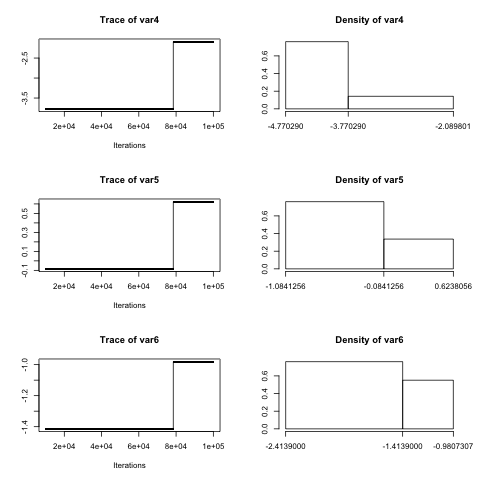 Trace of var4
-2.5
-3.5
2e+04 4e+04 6e+04 8e+04 1e+05
Iterations
Density of var4
0.6
0.4
0.2
0.0
-4.770290 -3.770290 -2.089801
Trace of var5
0.5
0.3
0.1
-0.1
2e+04 4e+04 6e+04 8e+04 1e+05
Iterations
Density of var5
0.6
0.4
0.2
0.0
-1.0841256 -0.0841256 0.6238056
Trace of var6
-1.0
-1.2
-1.4
2e+04 4e+04 6e+04 8e+04 1e+05
Iterations
Density of var6
0.6
0.4
0.2
0.0
-2.4139000 -1.4139000 -0.9807307